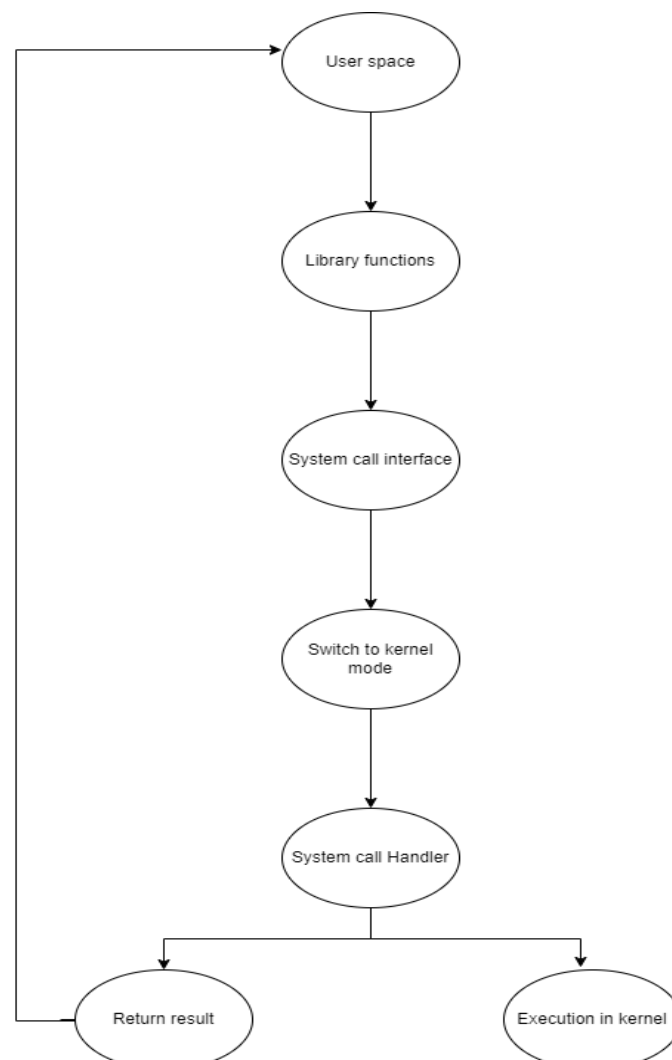 User space
Library functions
System call interface
Switch to kernel
mode
System call Handler
Return result
Execution in kernel